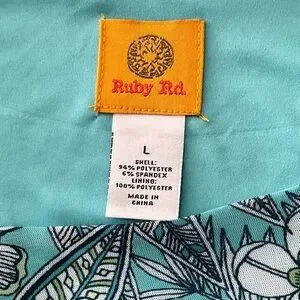 Ruby Rd.
L
SHELL:
94% POLYESTER
6% SPANDEX
LINING:
100% POLYESTER
MADE IN
CHINA